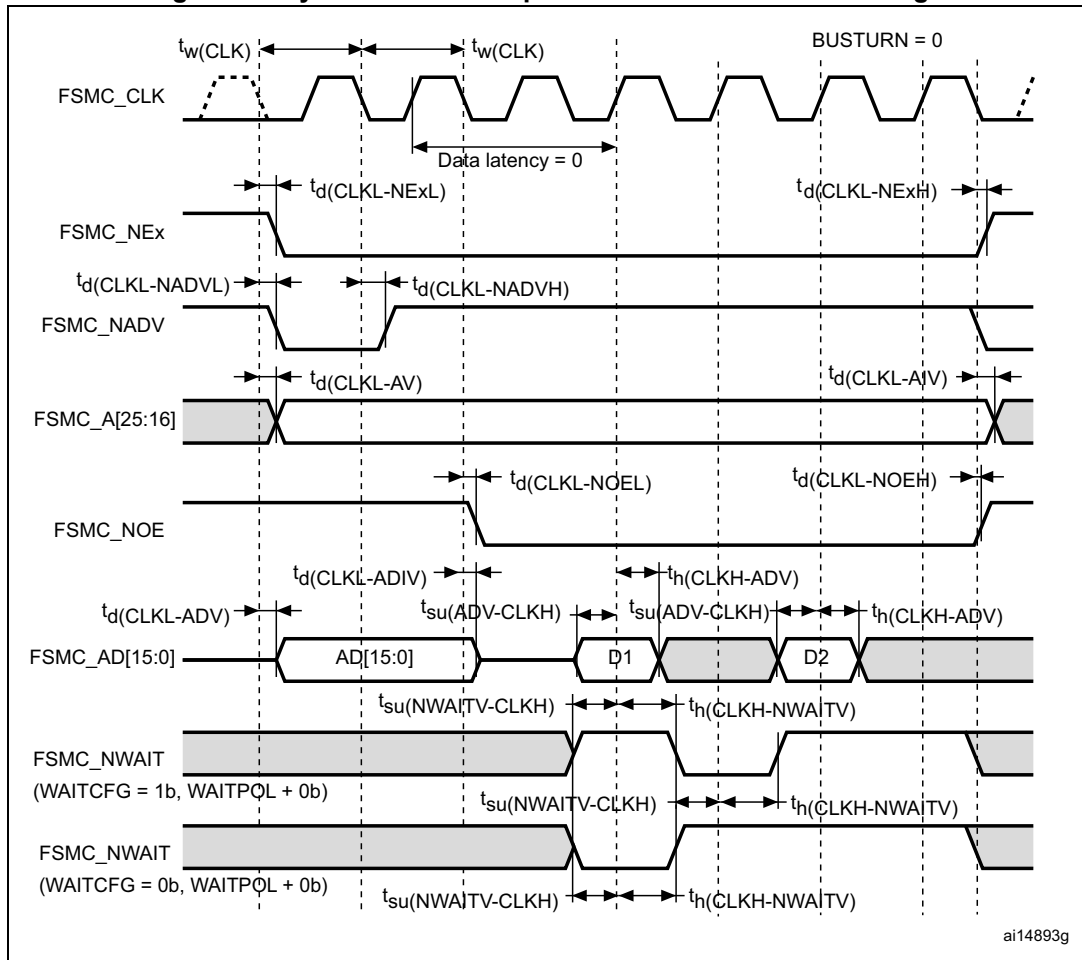 tw(CLK) tw(CLK) BUSTURN = 0
FSMC_CLK
Data latency = 0
td(CLKL-NExL) td(CLKL-NExH)
FSMC_NEx
td(CLKL-NADVL) td(CLKL-NADVH)
FSMC_NADV
td(CLKL-AV) td(CLKL-AIV)
FSMC_A[25:16]
td(CLKL-NOEL) td(CLKL-NOEH)
FSMC_NOE
td(CLKL-ADIV) th(CLKH-ADV)
td(CLKL-ADV) tsu(ADV-CLKH) tsu(ADV-CLKH) th(CLKH-ADV)
FSMC_AD[15:0] AD[15:0] D1 D2
tsu(NWAITV-CLKH) th(CLKH-NWAITV)
FSMC_NWAIT
(WAITCFG = 1b, WAITPOL + 0b)
tsu(NWAITV-CLKH) th(CLKH-NWAITV)
FSMC_NWAIT
(WAITCFG = 0b, WAITPOL + 0b)
tsu(NWAITV-CLKH) th(CLKH-NWAITV)
ai14893g